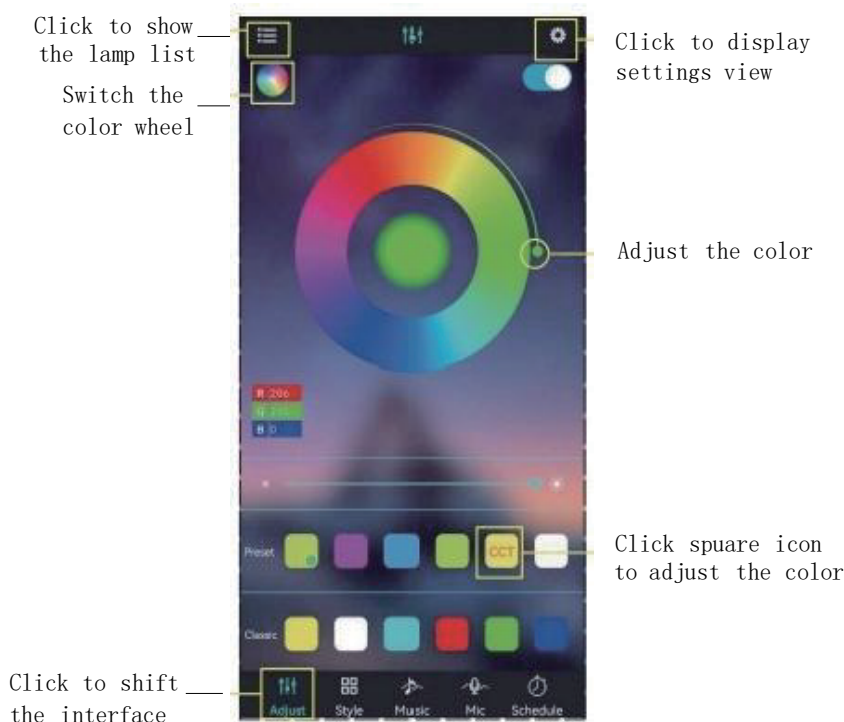 Click to show
the lamp list
Switch the
color wheel
Click to display
settings view
Adjust the color
R 206
G
B 0
Preset
CCT
Click spuare icon
to adjust the color
Classic
Click to shift
the interface
Adjust
Style
Music
Mic
Schedule